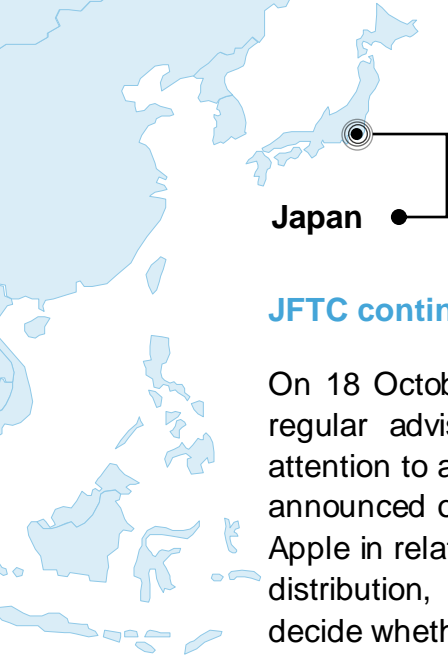 Japan
JFTC contin
On 18 Octob
regular advis
attention to a
announced o
Apple in relat
distribution,
decide wheth